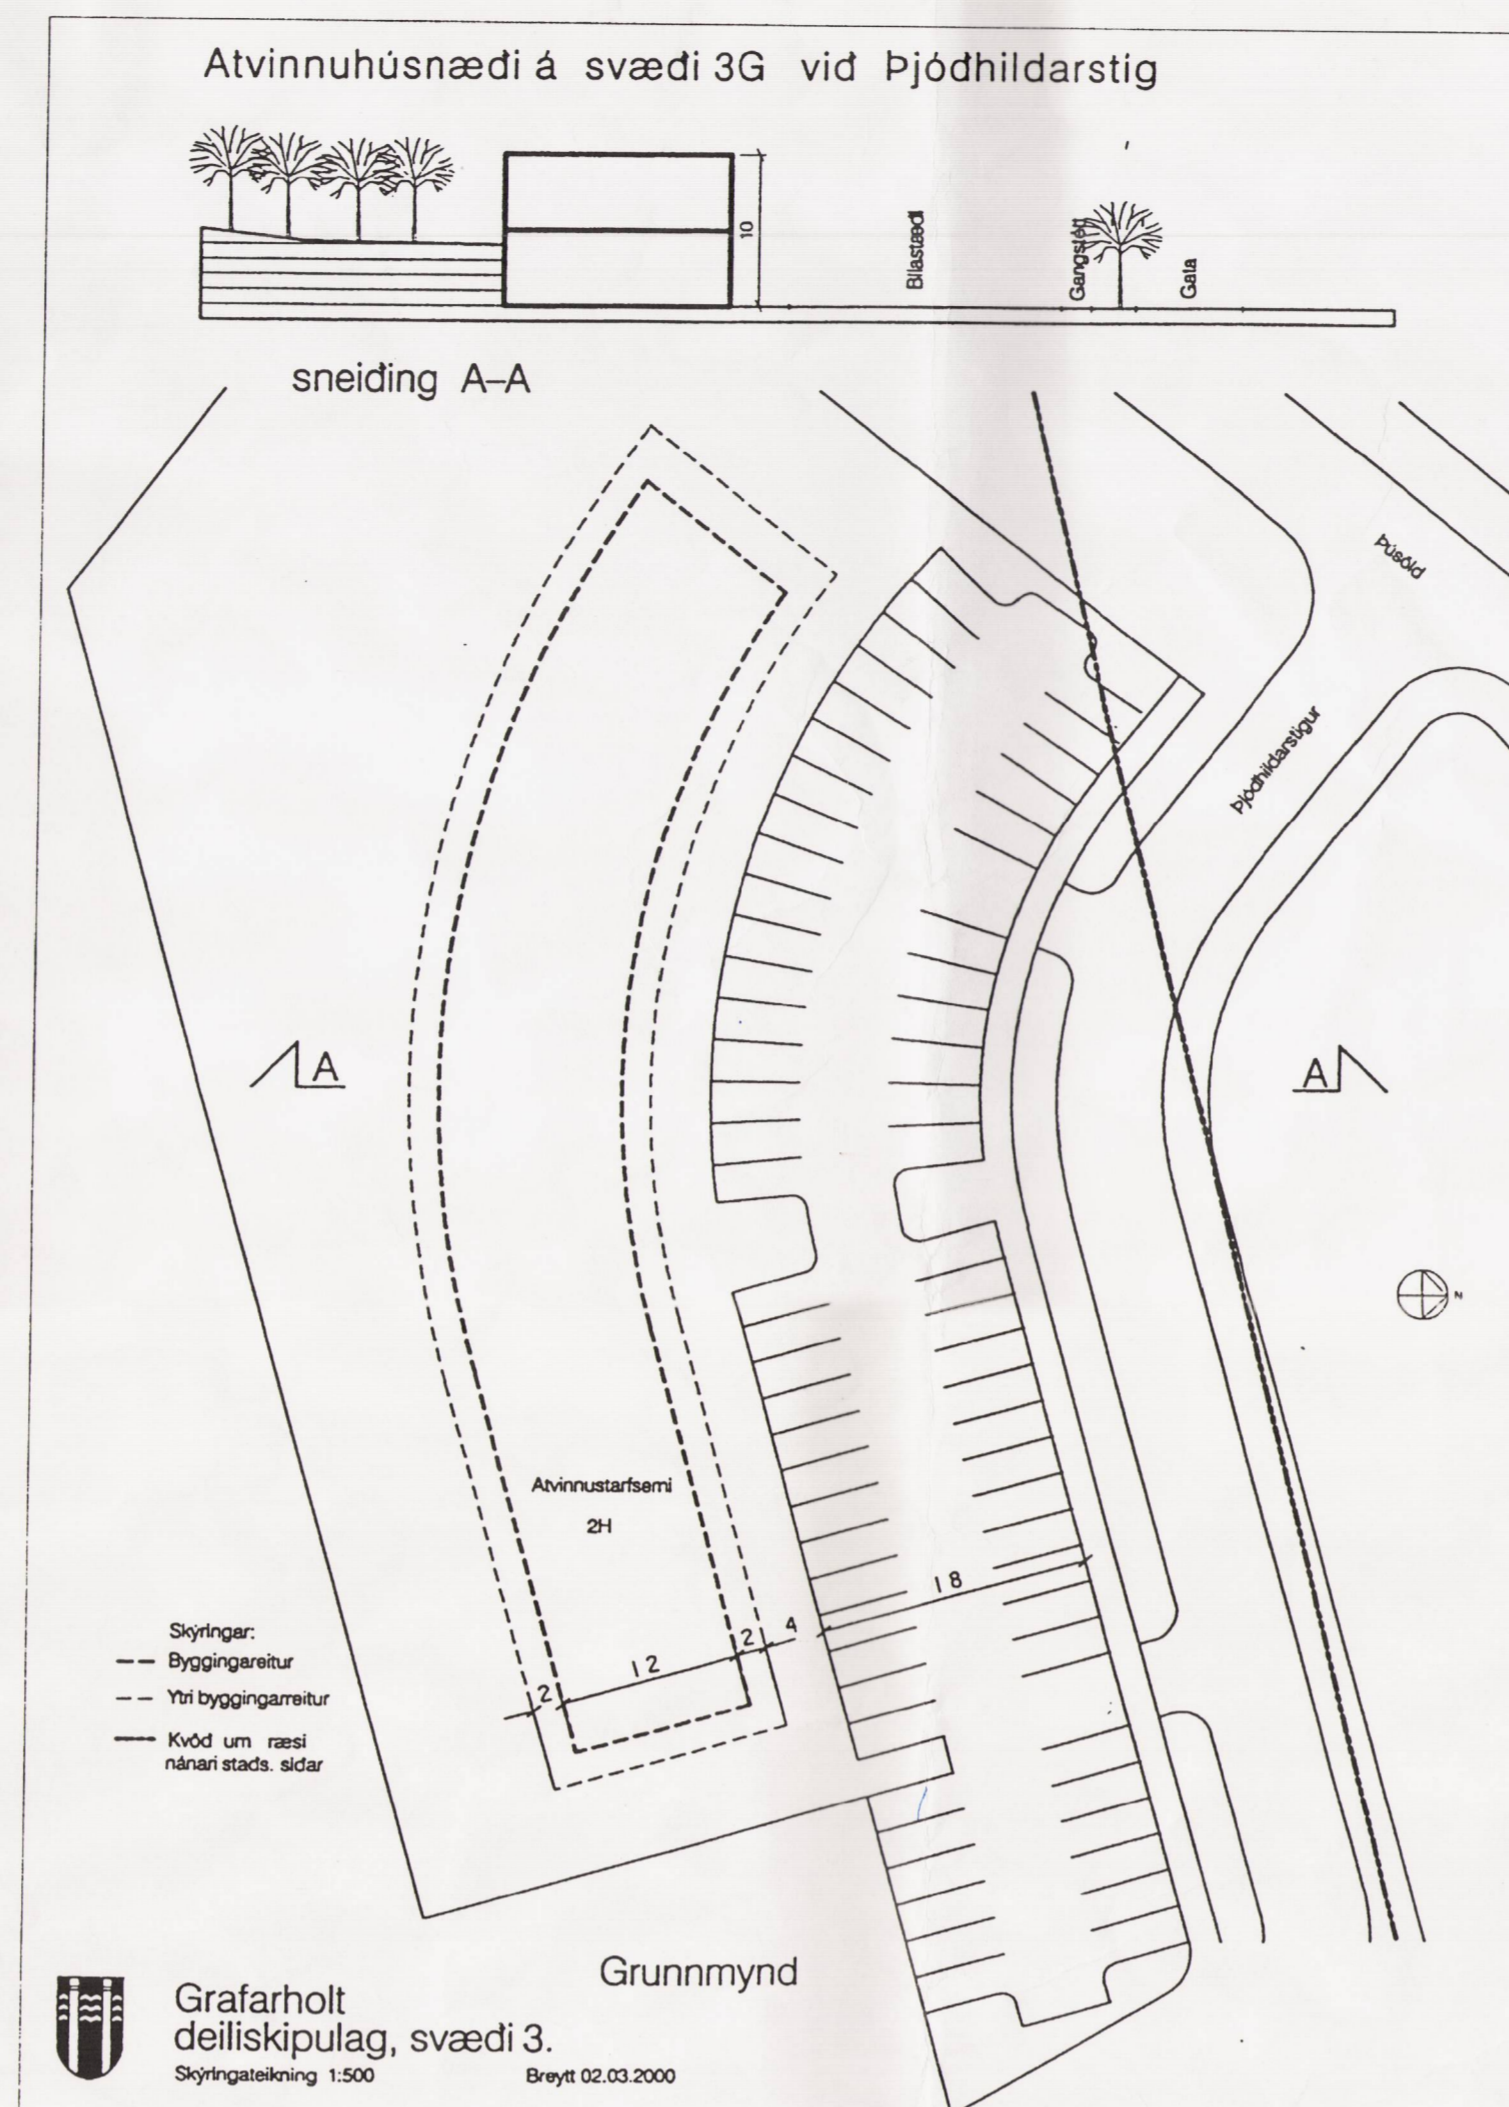 Atvinnuhúsnæði á svæði 3G við Þjóðhildarstig
10
Bílastæði
Gangstétt
Gata
sneiðing A–A
Þúsöld
Þjóðhildarstigur
A
A
N
Atvinnustarfsemi
2H
18
4
2
12
2
Skýringar:
Byggingareitur
Ytri byggingarreitur
Kvöð um ræsi
nánari staðs. síðar
Grunnmynd
Grafarholt
deiliskipulag, svæði 3.
Skýringateikning 1:500
Breytt 02.03.2000